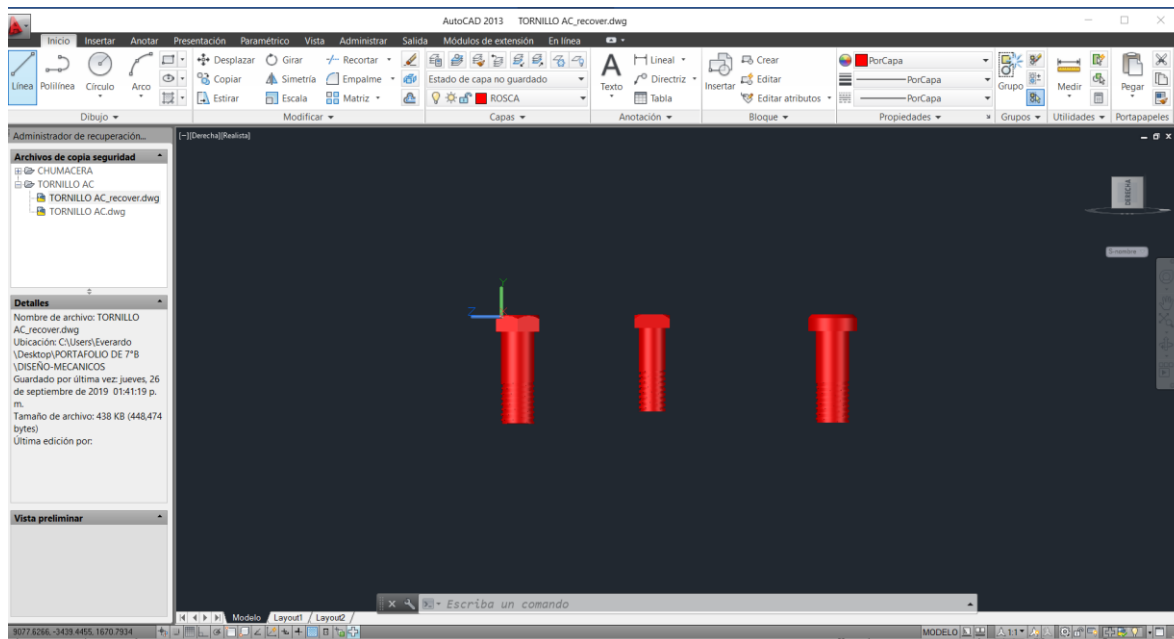 AutoCAD 2013 TORNILLO AC_recover.dwg
Inicio Insertar Anotar Presentación Paramétrico Vista Administrar Salida Módulos de extensión En línea
Línea Polilínea Círculo Arco
Desplazar Girar Recortar
Copiar Simetría Empalme
Estirar Escala Matriz
Estado de capa no guardado
ROSCA
Texto
Lineal
Directriz
Tabla
Insertar
Crear
Editar
Editar atributos
PorCapa
PorCapa
PorCapa
Grupo
Medir
Pegar
Dibujo Modificar Capas Anotación Bloque Propiedades Grupos Utilidades Portapapeles
Administrador de recuperación...
[−][Derecha][Realista]
Archivos de copia seguridad
CHUMACERA
TORNILLO AC
TORNILLO AC_recover.dwg
TORNILLO AC.dwg
DERECHA
Y
Z
Detalles
Nombre de archivo: TORNILLO
AC_recover.dwg
Ubicación: C:\Users\Everardo
\Desktop\PORTAFOLIO DE 7°B
\DISEÑO-MECANICOS
Guardado por última vez: jueves, 26
de septiembre de 2019 01:41:19 p.
m.
Tamaño de archivo: 438 KB (448,474
bytes)
Última edición por:
Vista preliminar
Escriba un comando
Modelo Layout1 Layout2
9077.6266, -3439.4455, 1670.7934
MODELO
1:1